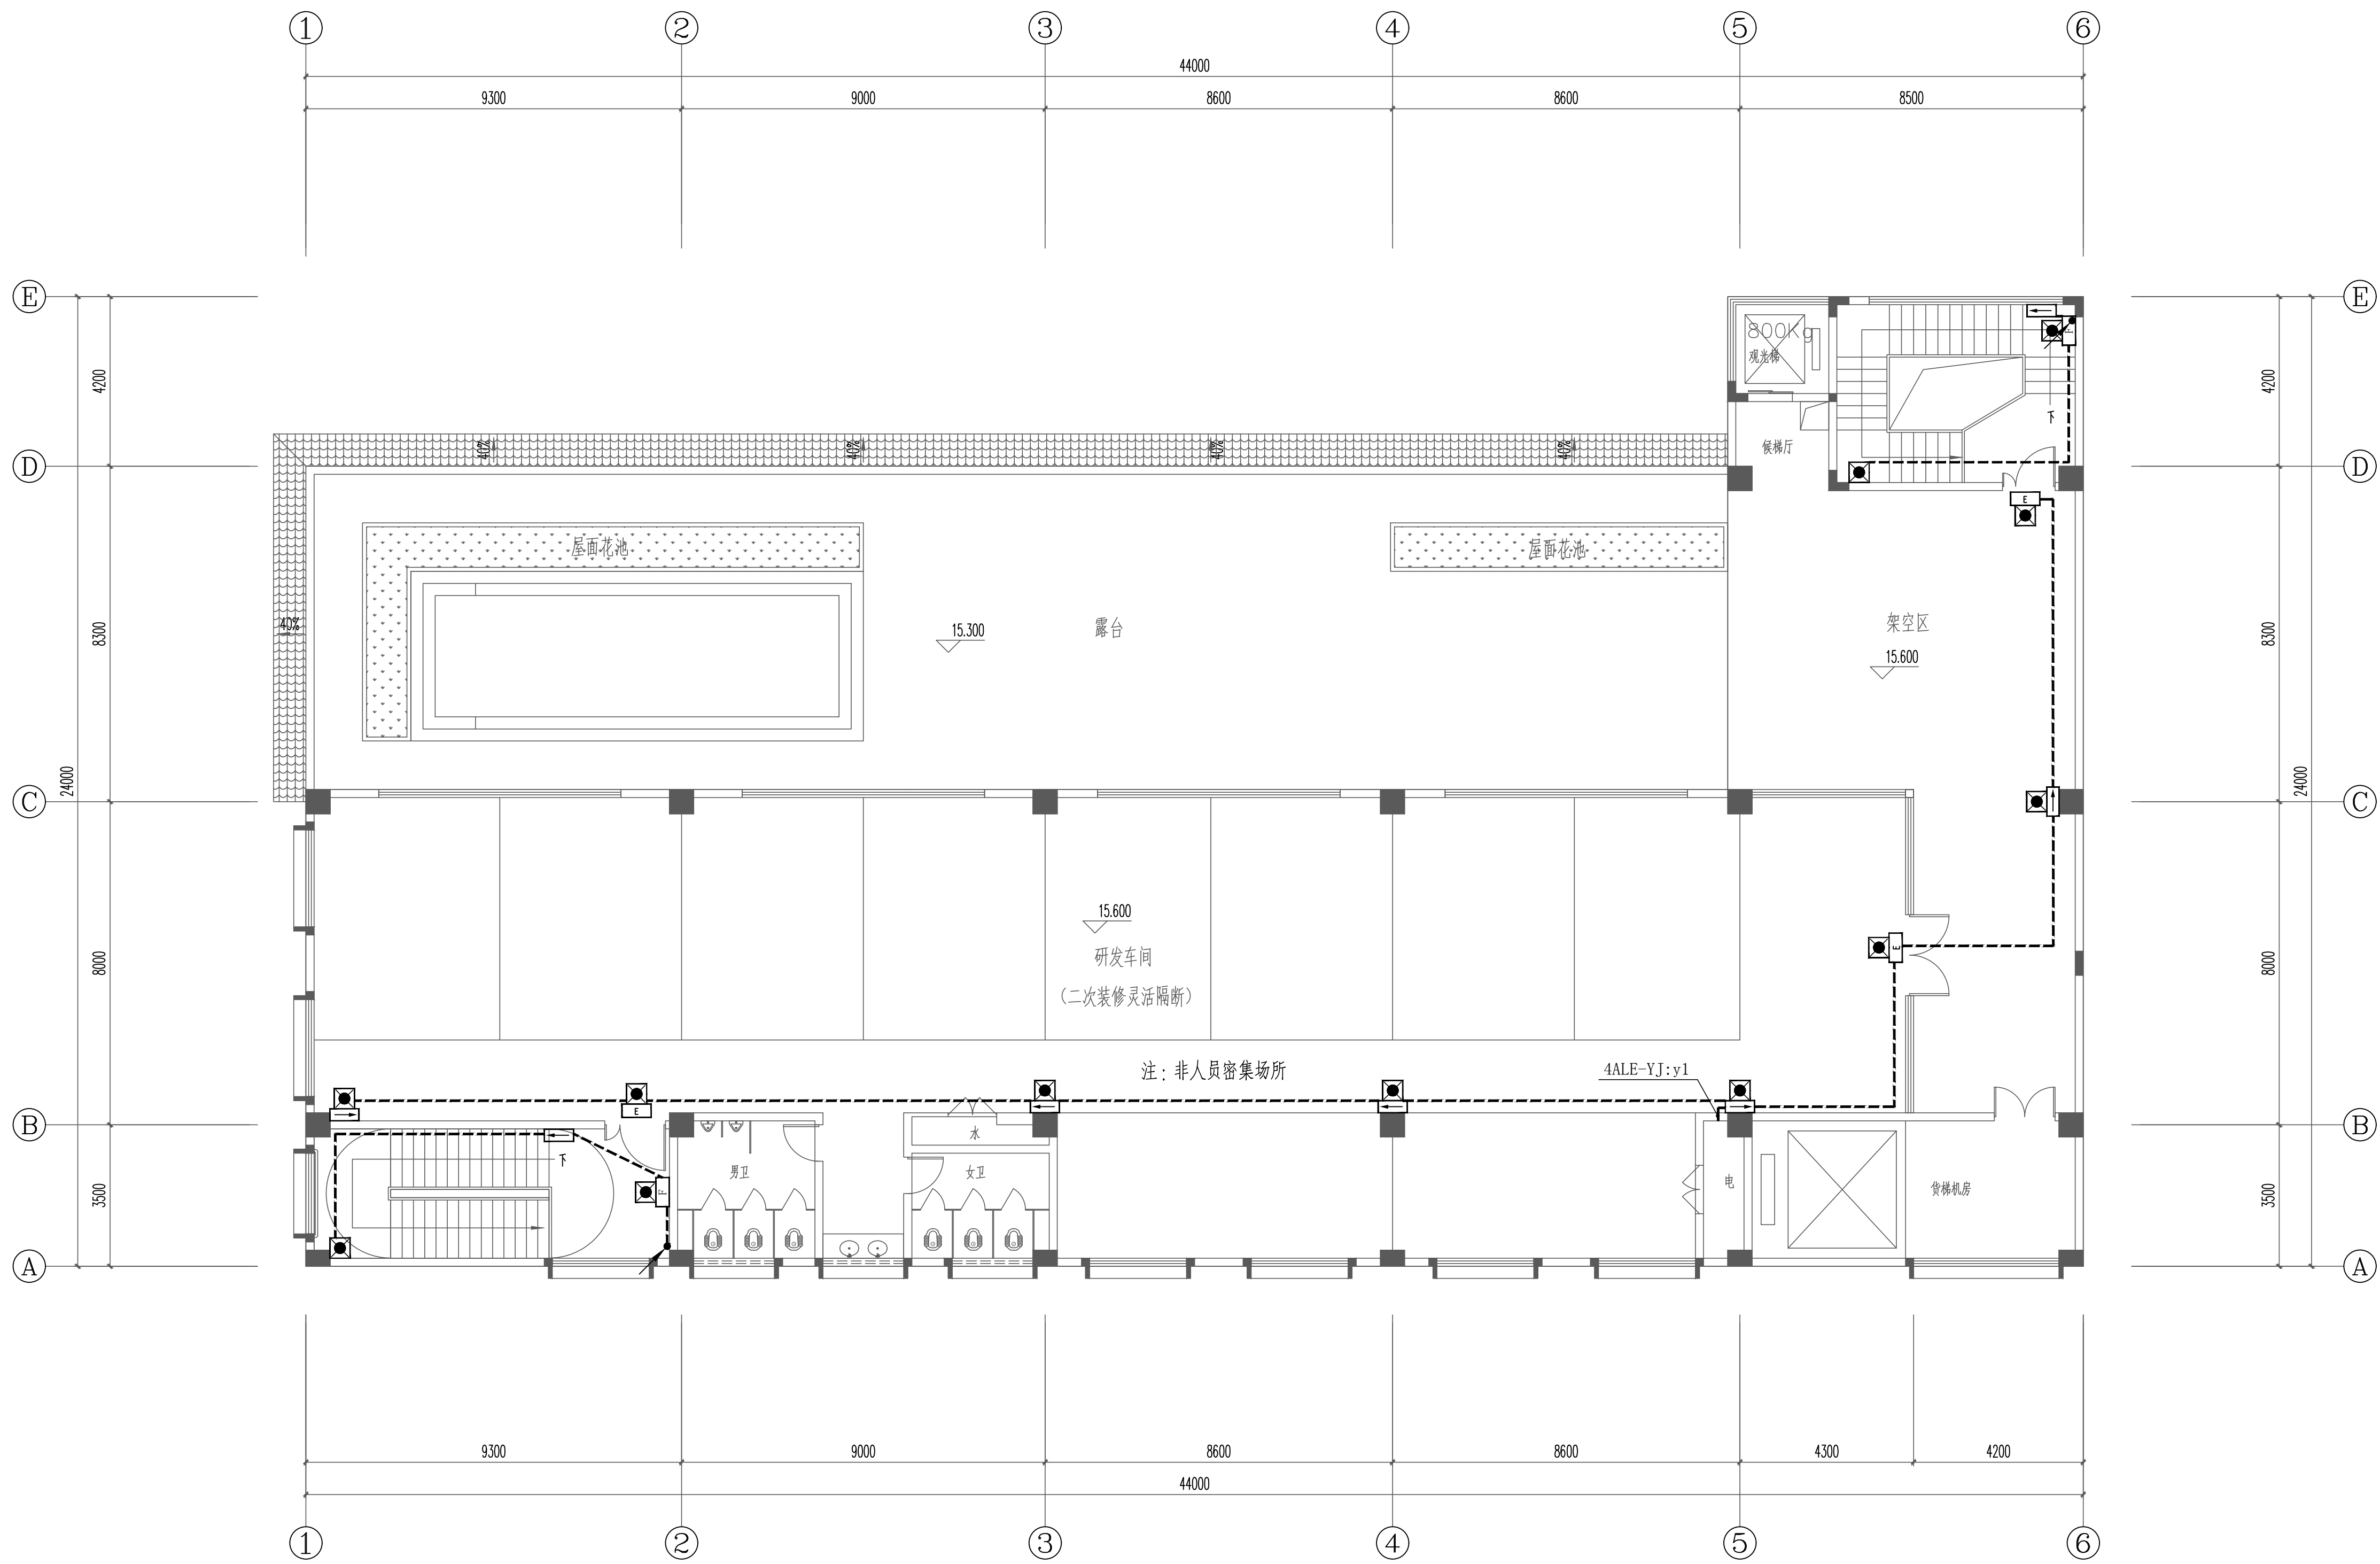 1 2 3 4 5 6
44000
9300 9000 8600 8600 8500
E E
800Kg
观光梯
F
4200 4200
下
40% 40% 40% 40%
候梯厅
D D
E
屋面花池 屋面花池
40%
8300 8300
露台
架空区
15.300
15.600
24000 24000
C C
15.600
E
研发车间
(二次装修灵活隔断)
8000 8000
注：非人员密集场所
4ALE-YJ:y1
E
B B
水
下
男卫 女卫 电 货梯机房
F
3500 3500
A A
9300 9000 8600 8600 4300 4200
44000
1 2 3 4 5 6